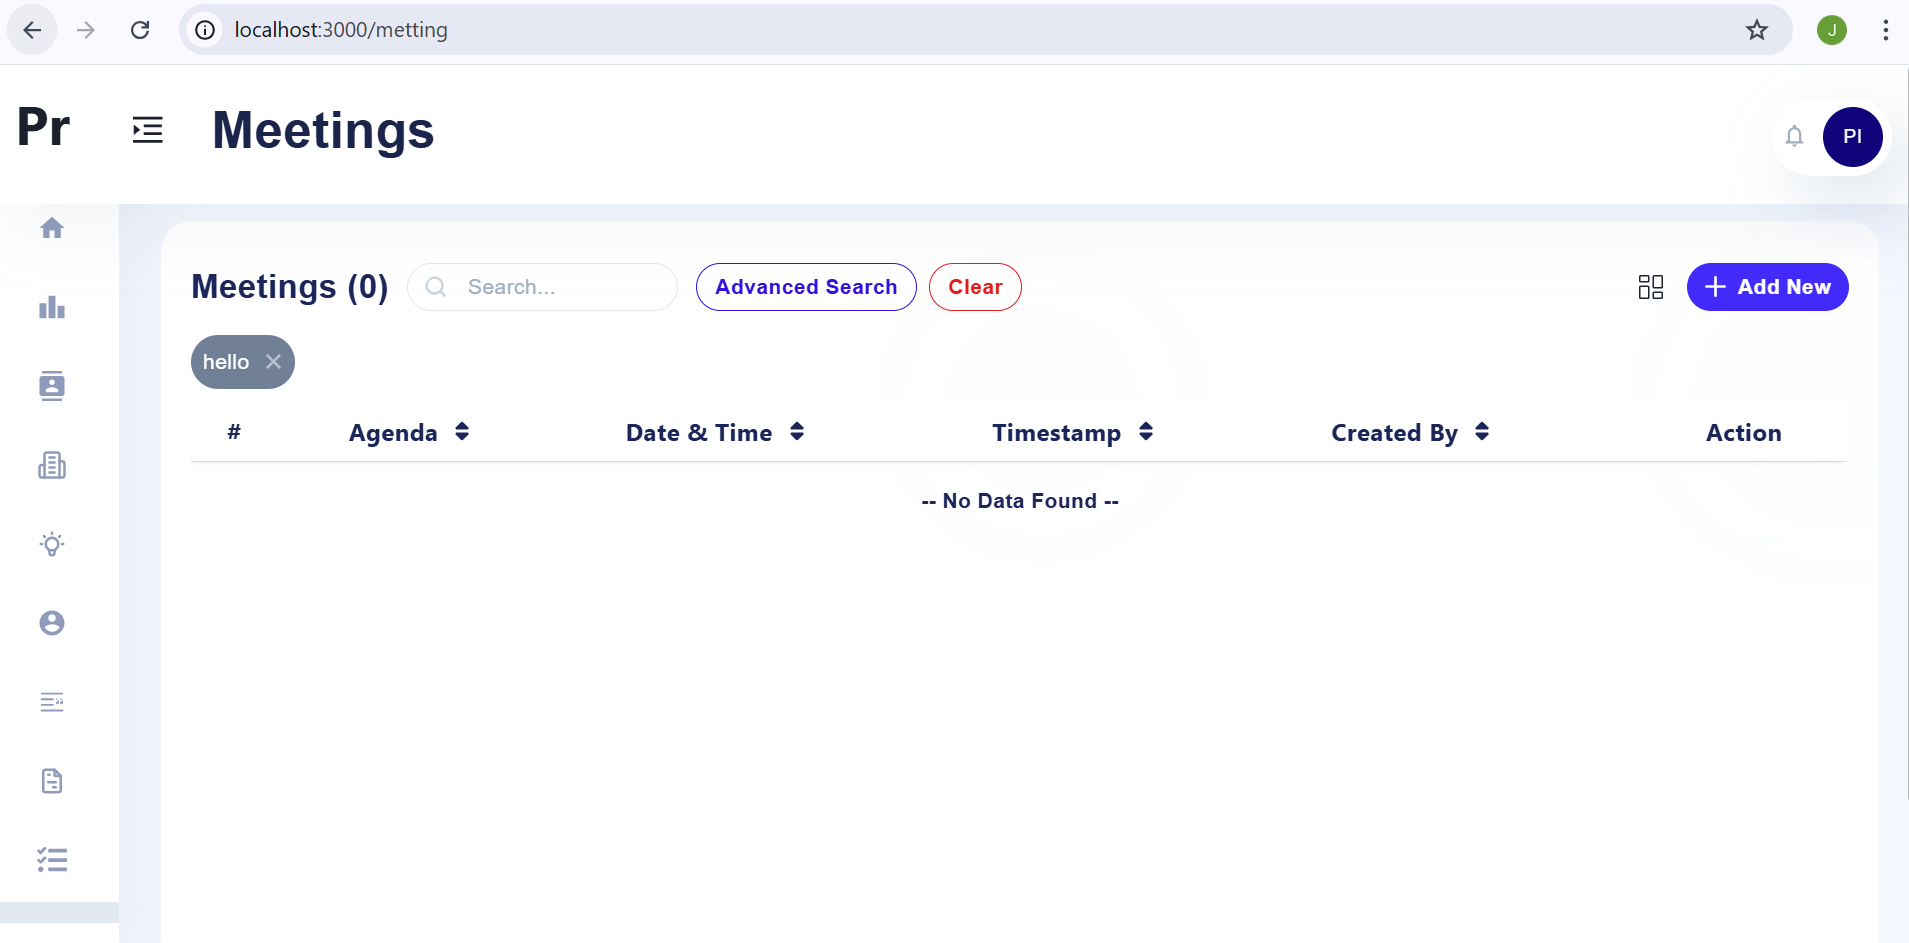 localhost:3000/metting
J
Pr
Meetings
PI
Meetings (0)
Search...
Advanced Search
Clear
Add New
hello
# Agenda Date & Time Timestamp Created By Action
-- No Data Found --